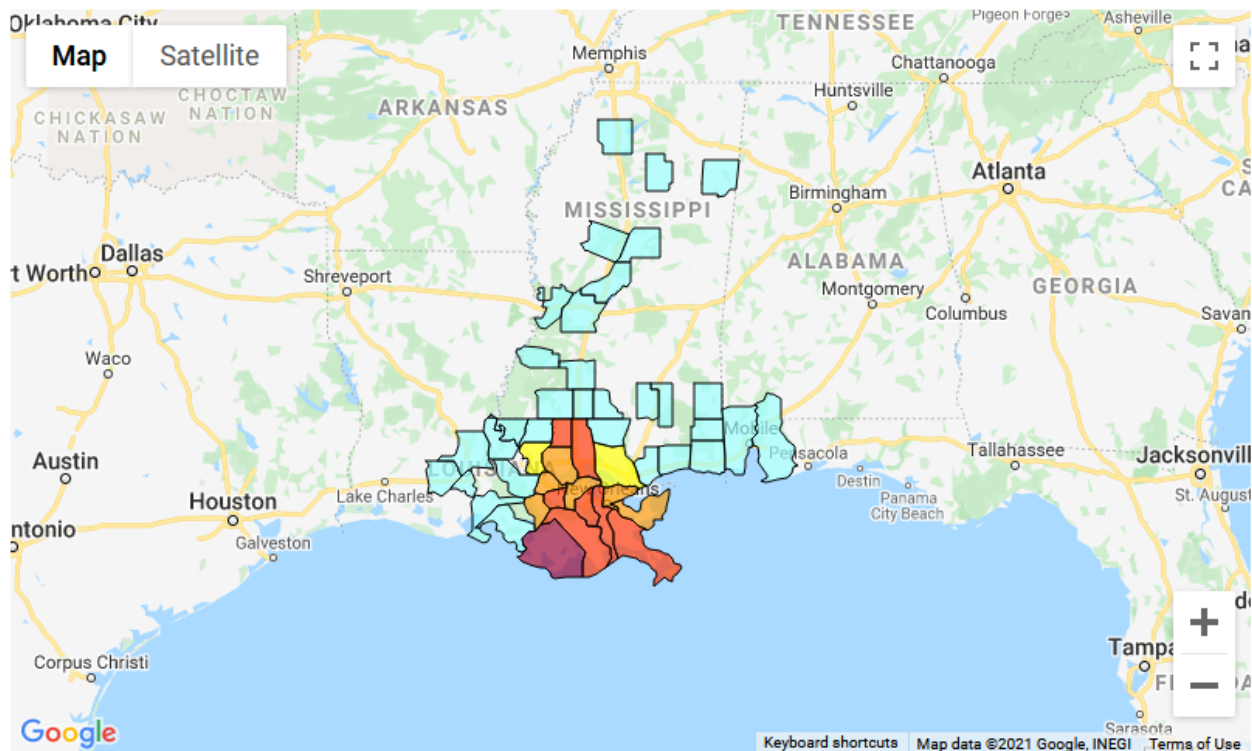 Oklahoma City
Map
Satellite
TENNESSEE
Pigeon Forge
Asheville
Memphis
Chattanooga
CHOCTAW
NATION
CHICKASAW
NATION
ARKANSAS
Huntsville
Atlanta
Birmingham
MISSISSIPPI
Dallas
rt Worth
Shreveport
ALABAMA
GEORGIA
Montgomery
Columbus
Savan
Waco
Mobile
Pensacola
Tallahassee
Jacksonvill
Austin
LOUISIANA
Lake Charles
New Orleans
Destin
Panama
City Beach
St. August
Houston
ntonio
Galveston
Corpus Christi
Tampa
FL
DA
Sarasota
Google
Keyboard shortcuts
Map data ©2021 Google, INEGI
Terms of Use